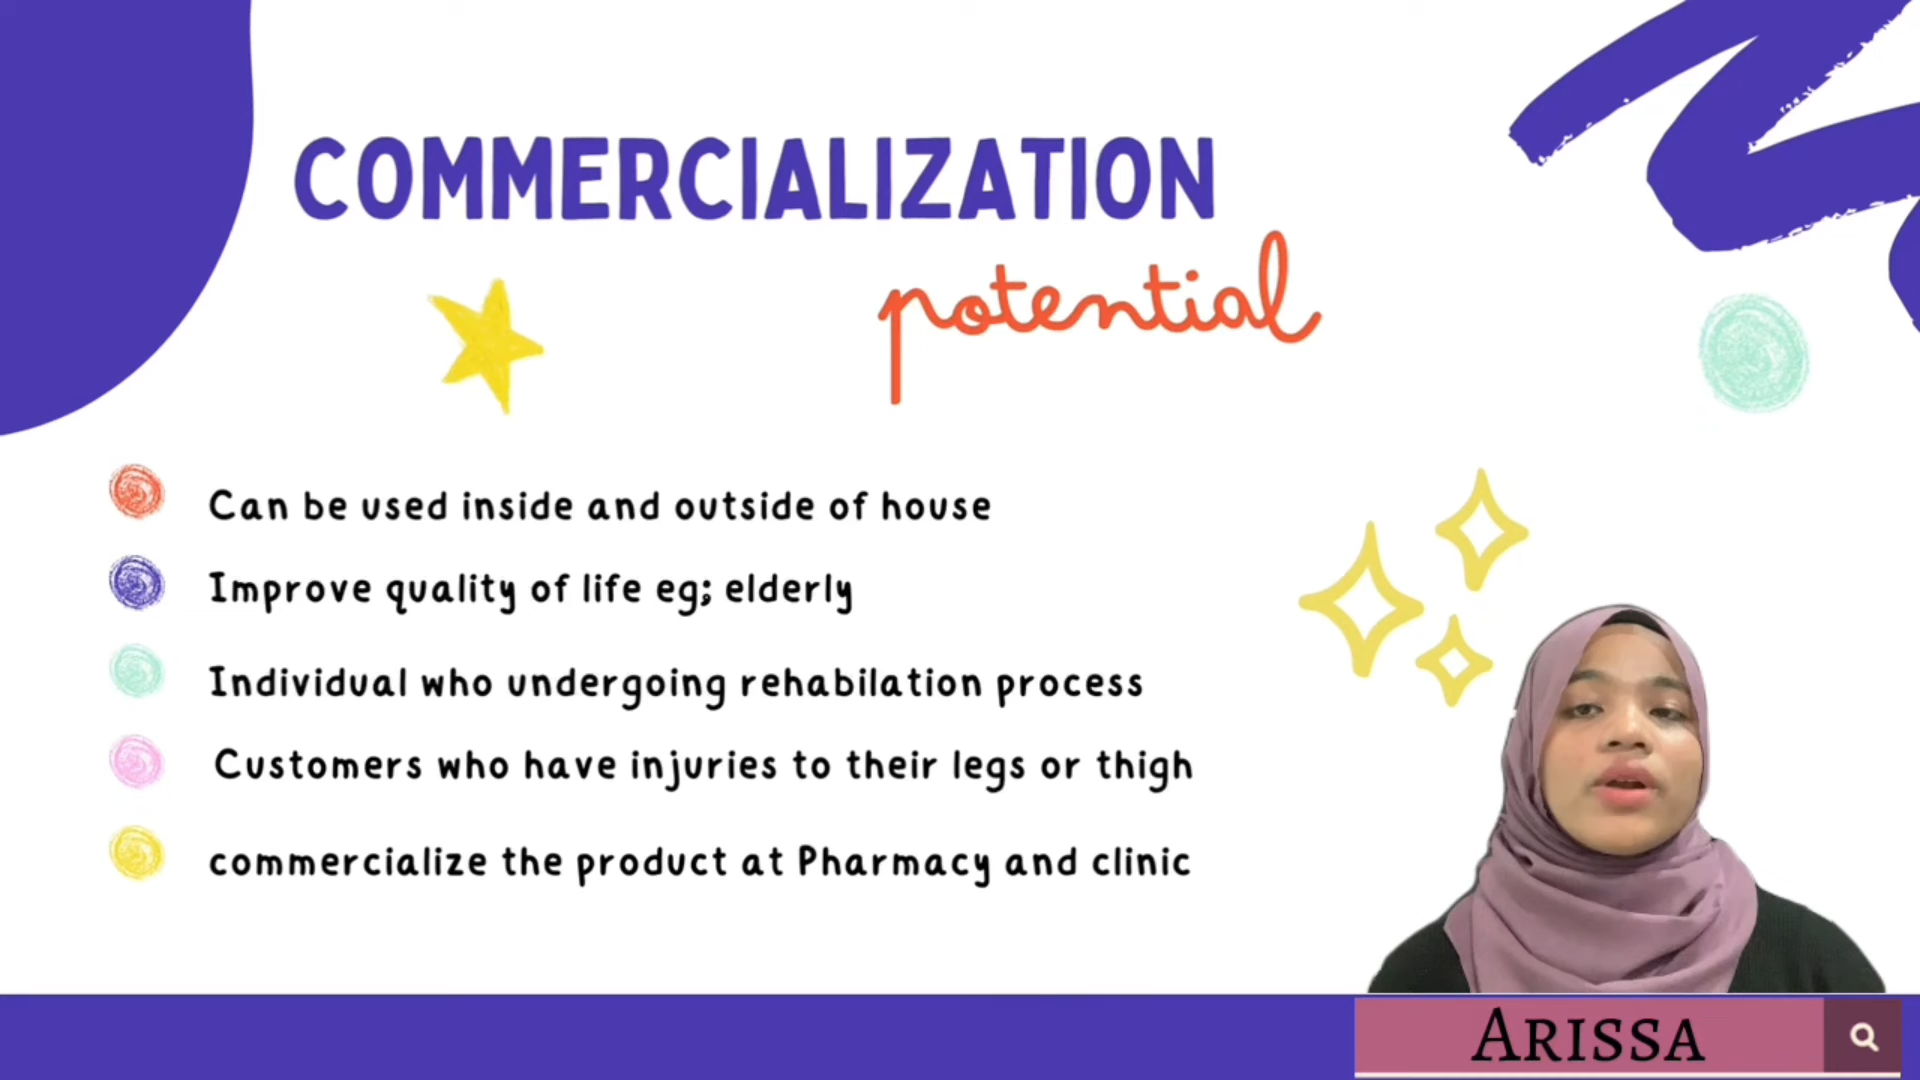 COMMERCIALIZATION
potential
Can be used inside and outside of house
Improve quality of life eg; elderly
Individual who undergoing rehabilation process
Customers who have injuries to their legs or thigh
commercialize the product at Pharmacy and clinic
ARISSA